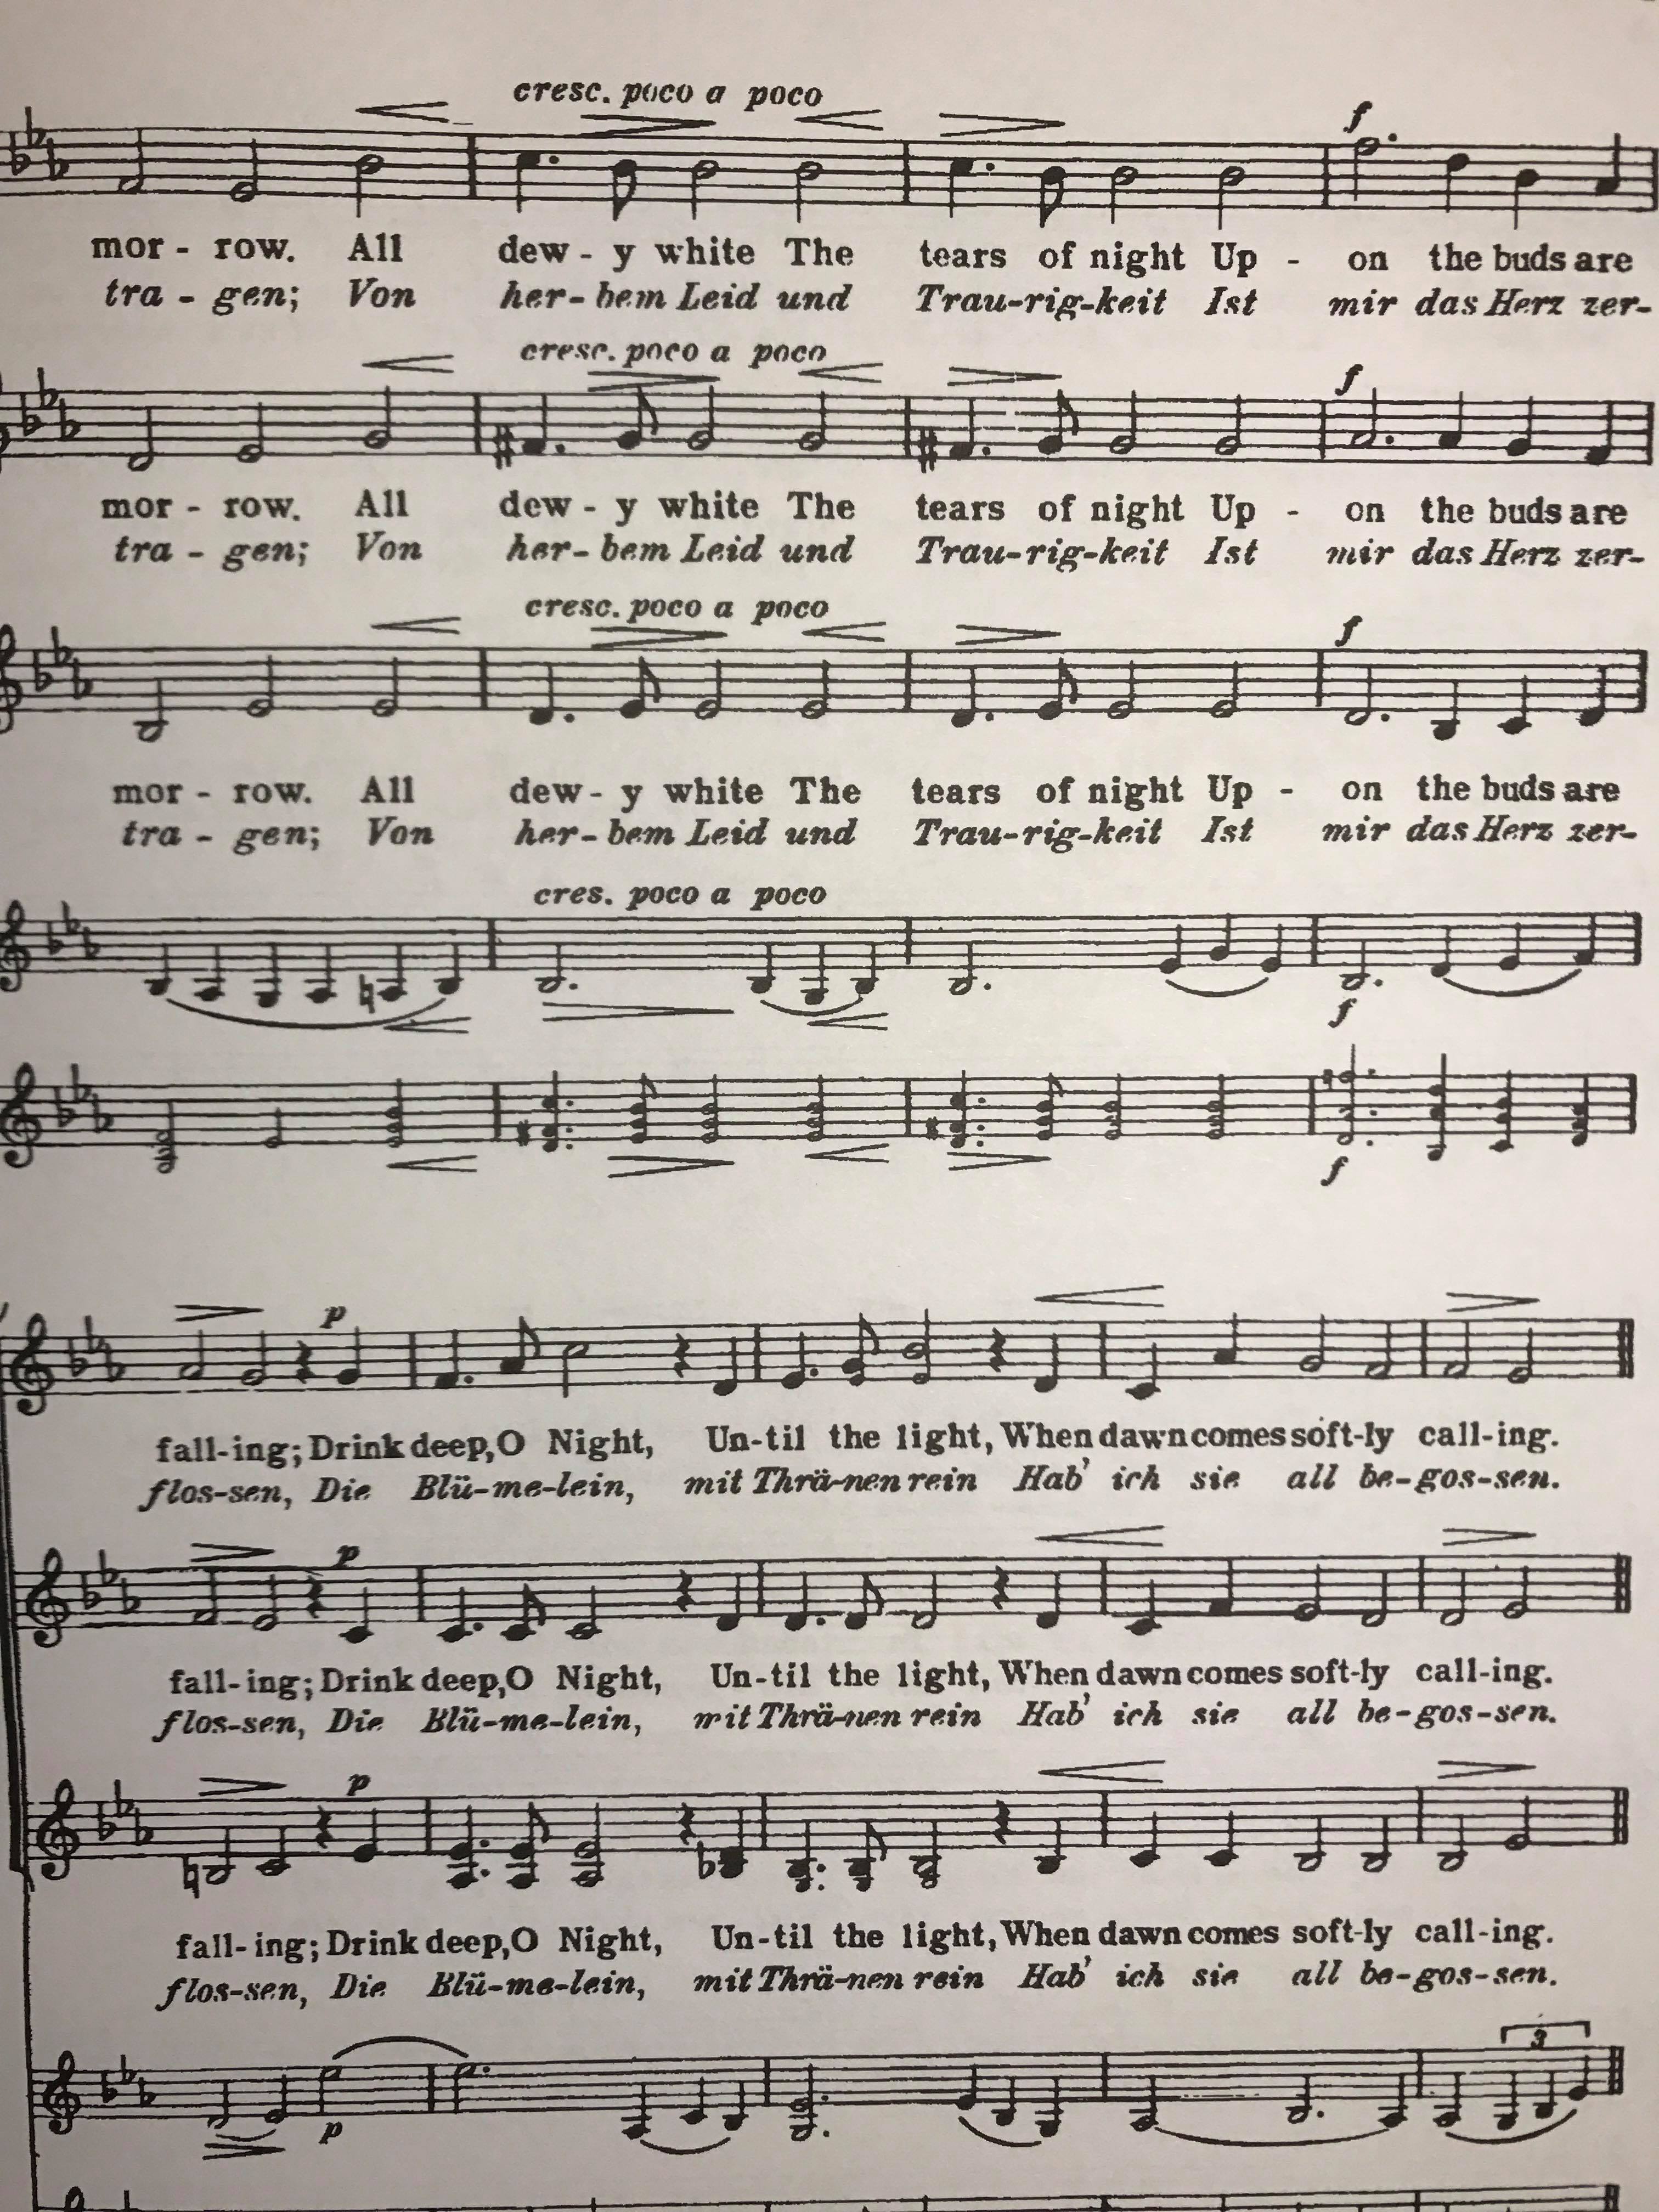 cresc. poco a poco
f
mor - row. All dew - y white The tears of night Up - on the buds are
tra - gen; Von her - bem Leid und Trau-rig-keit Ist mir das Herz zer-
cresc. poco a poco
f
mor - row. All dew - y white The tears of night Up - on the buds are
tra - gen; Von her - bem Leid und Trau-rig-keit Ist mir das Herz zer-
cresc. poco a poco
f
mor - row. All dew - y white The tears of night Up - on the buds are
tra - gen; Von her - bem Leid und Trau-rig-keit Ist mir das Herz zer-
cres. poco a poco
f
f
p
fall-ing; Drink deep, O Night, Un-til the light, When dawn comes soft-ly call-ing.
flos-sen, Die Blü-me-lein, mit Thrä-nen rein Hab' ich sie all be-gos-sen.
p
fall-ing; Drink deep, O Night, Un-til the light, When dawn comes soft-ly call-ing.
flos-sen, Die Blü-me-lein, mit Thrä-nen rein Hab' ich sie all be-gos-sen.
p
fall-ing; Drink deep, O Night, Un-til the light, When dawn comes soft-ly call-ing.
flos-sen, Die Blü-me-lein, mit Thrä-nen rein Hab' ich sie all be-gos-sen.
3
p